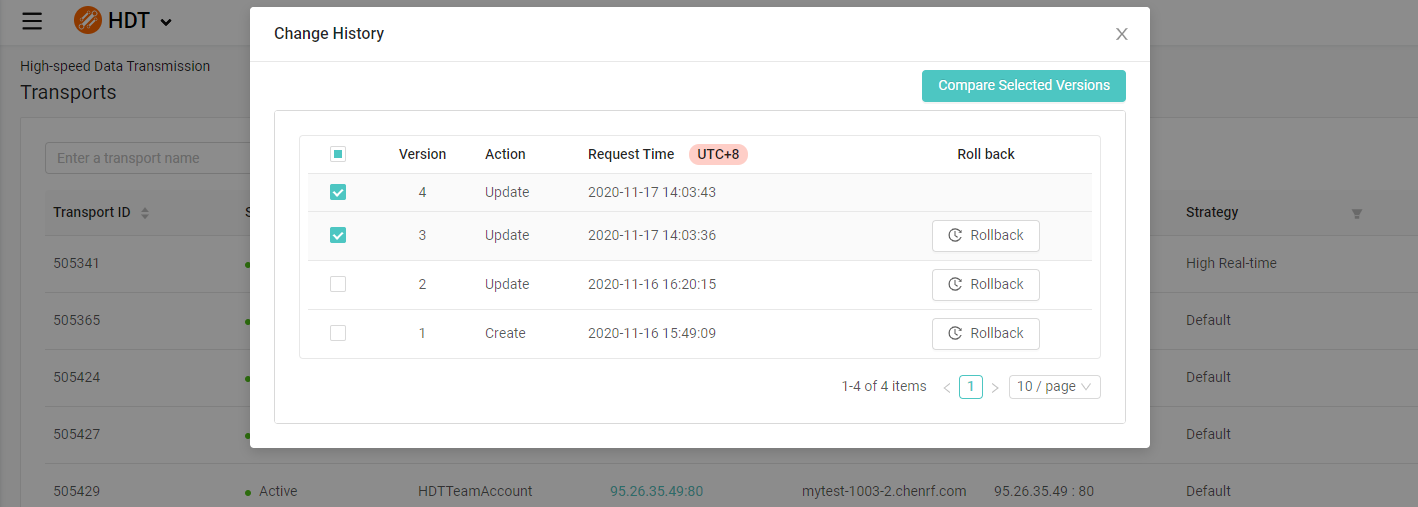 HDT
Change History
High-speed Data Transmission
Compare Selected Versions
Transports
Enter a transport name
Version Action Request Time UTC+8 Roll back
4 Update 2020-11-17 14:03:43
Transport ID Strategy
3 Update 2020-11-17 14:03:36 Rollback
505341 High Real-time
2 Update 2020-11-16 16:20:15 Rollback
505365 Default
1 Create 2020-11-16 15:49:09 Rollback
505424 Default
1-4 of 4 items 1 10 / page
505427 Default
505429 Active HDTTeamAccount 95.26.35.49:80 mytest-1003-2.chenrf.com 95.26.35.49 : 80 Default